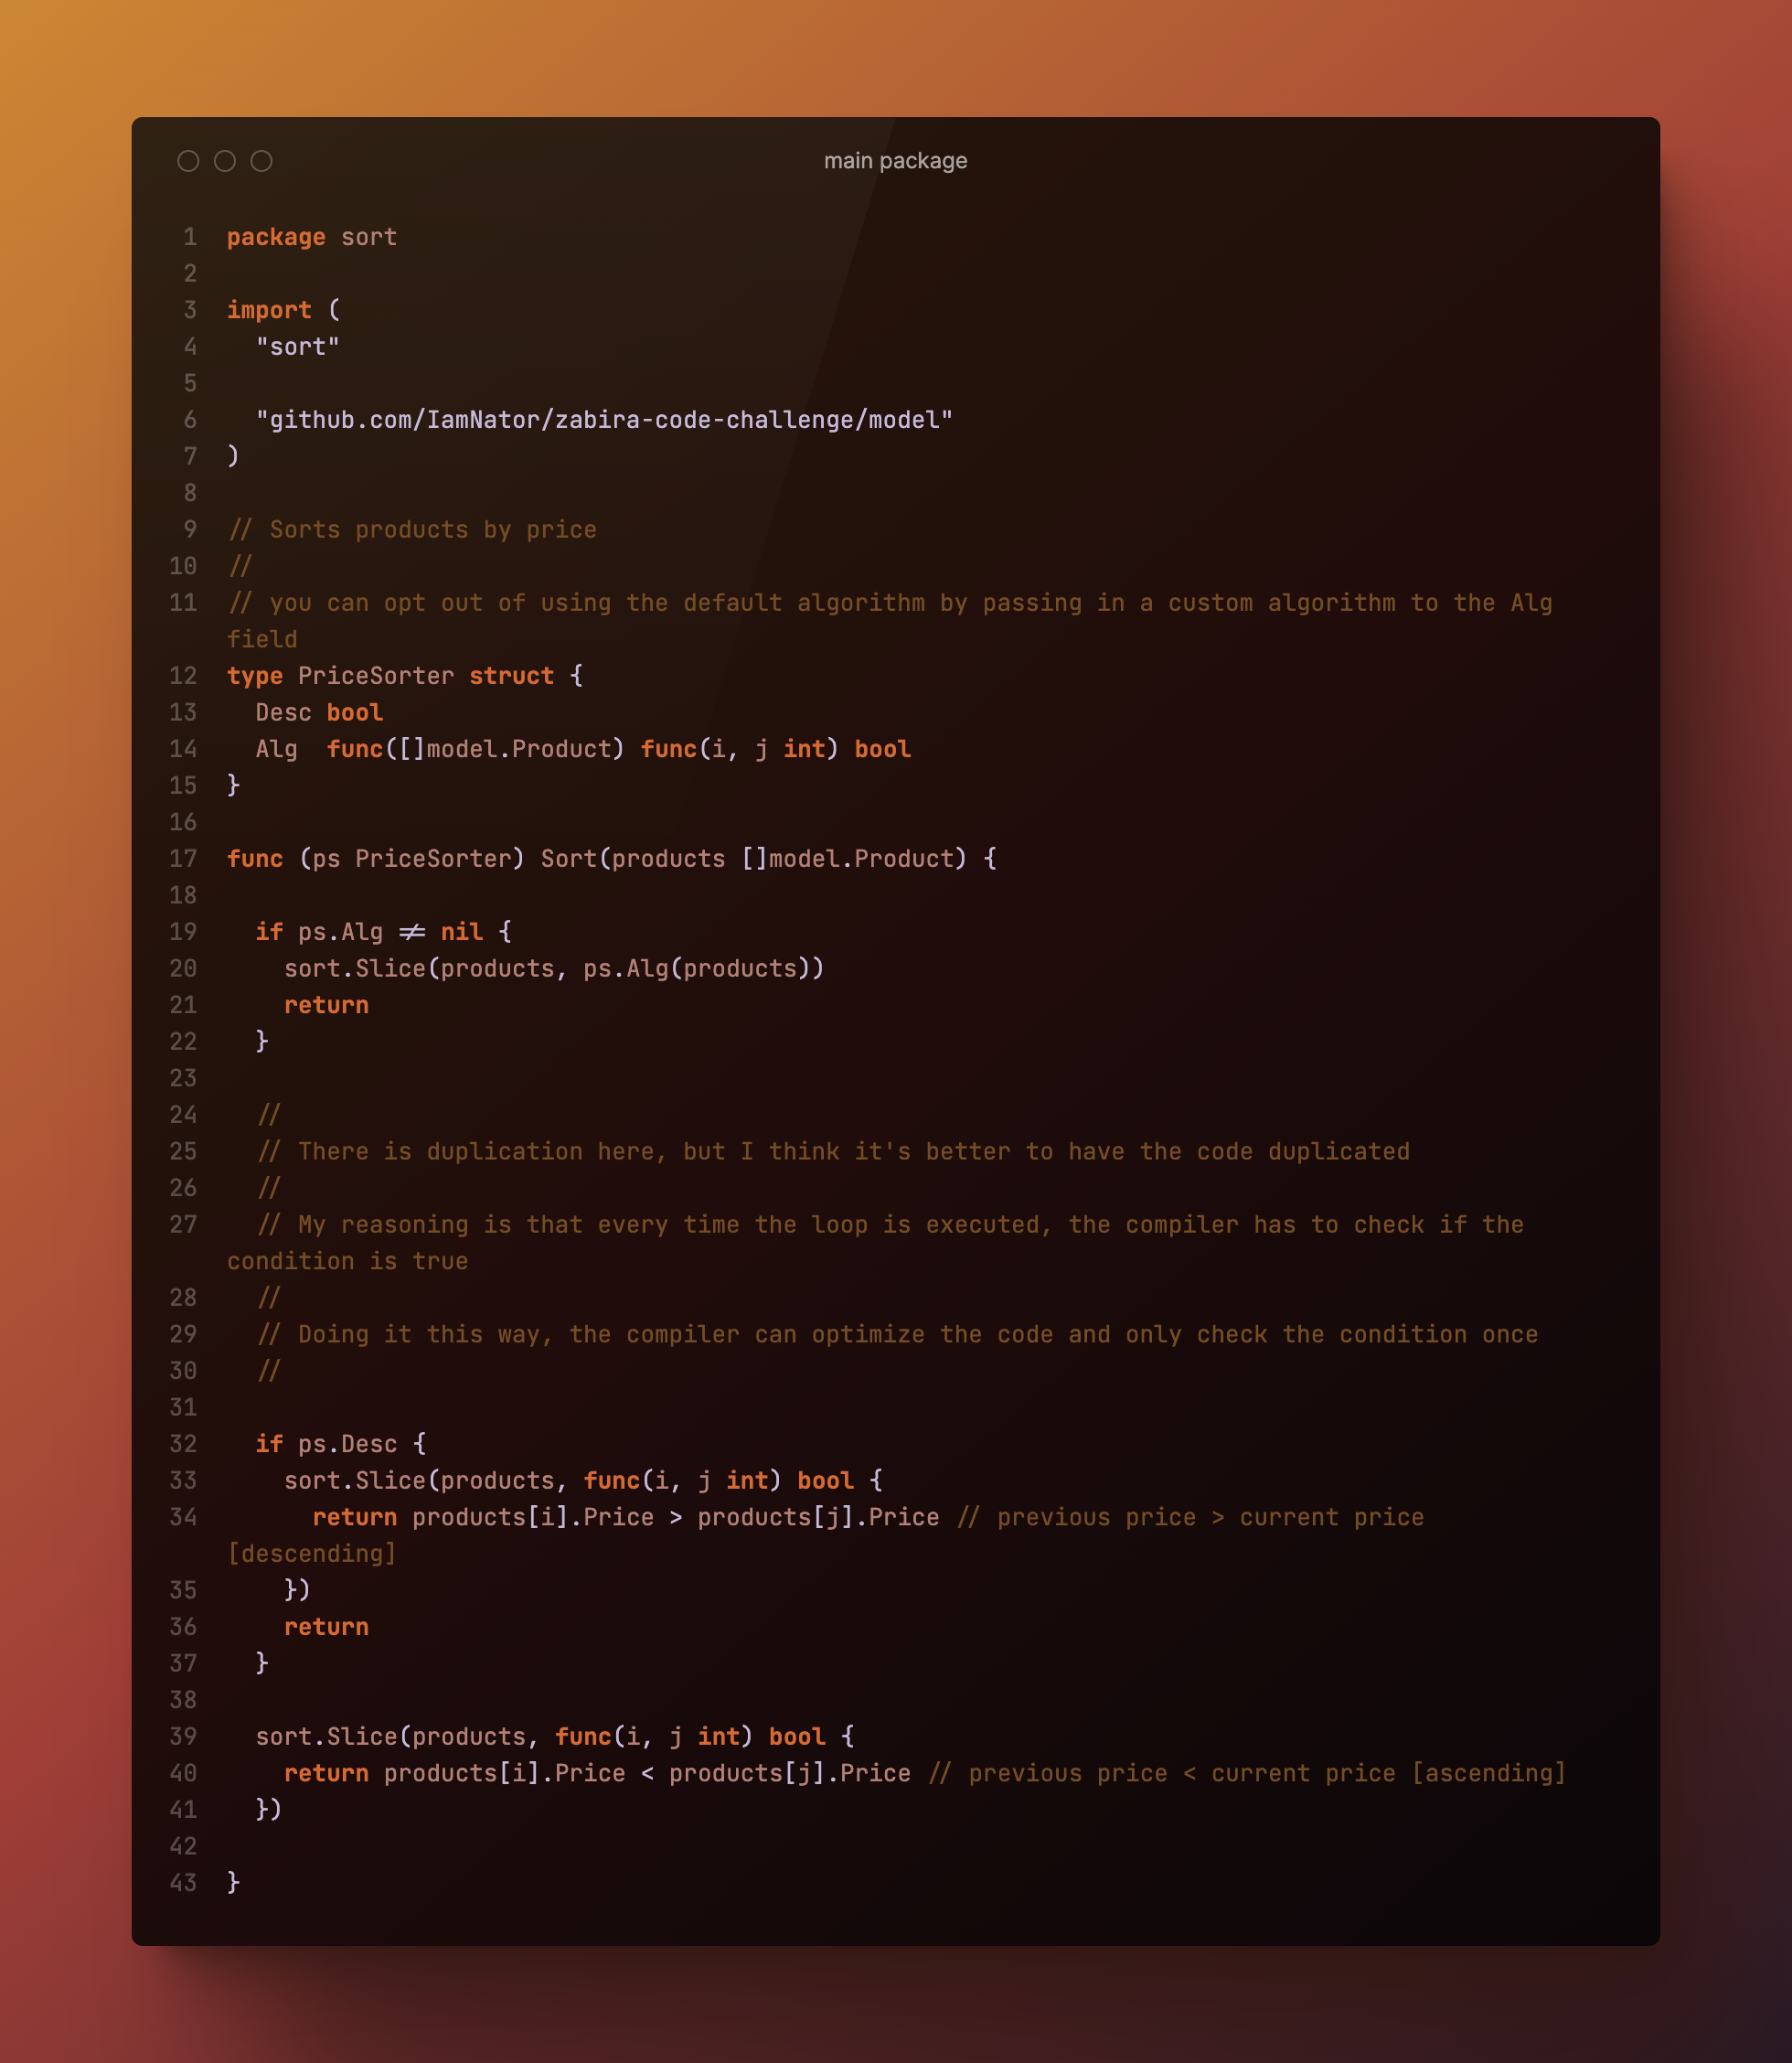 main package
1 package sort
2
3 import (
4   "sort"
5
6   "github.com/IamNator/zabira-code-challenge/model"
7 )
8
9 // Sorts products by price
10 //
11 // you can opt out of using the default algorithm by passing in a custom algorithm to the Alg
field
12 type PriceSorter struct {
13   Desc bool
14   Alg  func([]model.Product) func(i, j int) bool
15 }
16
17 func (ps PriceSorter) Sort(products []model.Product) {
18
19   if ps.Alg != nil {
20     sort.Slice(products, ps.Alg(products))
21     return
22   }
23
24   //
25   // There is duplication here, but I think it's better to have the code duplicated
26   //
27   // My reasoning is that every time the loop is executed, the compiler has to check if the
condition is true
28   //
29   // Doing it this way, the compiler can optimize the code and only check the condition once
30   //
31
32   if ps.Desc {
33     sort.Slice(products, func(i, j int) bool {
34       return products[i].Price > products[j].Price // previous price > current price
[descending]
35     })
36     return
37   }
38
39   sort.Slice(products, func(i, j int) bool {
40     return products[i].Price < products[j].Price // previous price < current price [ascending]
41   })
42
43 }